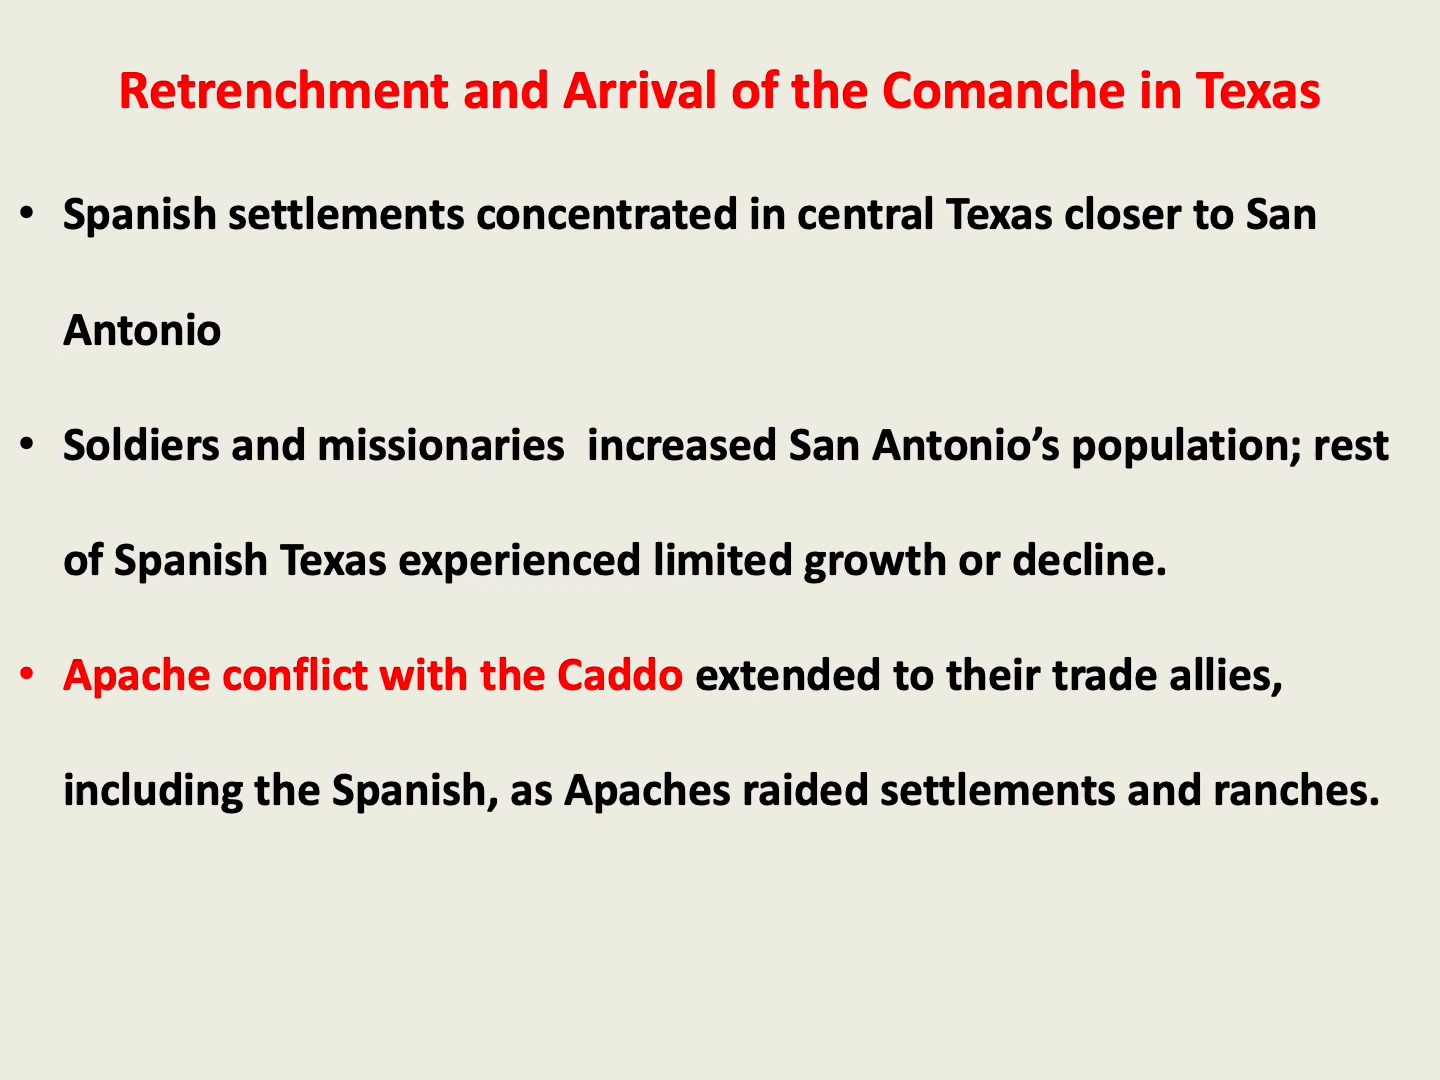 Retrenchment and Arrival of the Comanche in Texas
• Spanish settlements concentrated in central Texas closer to San
Antonio
• Soldiers and missionaries  increased San Antonio’s population; rest
of Spanish Texas experienced limited growth or decline.
• Apache conflict with the Caddo extended to their trade allies,
including the Spanish, as Apaches raided settlements and ranches.